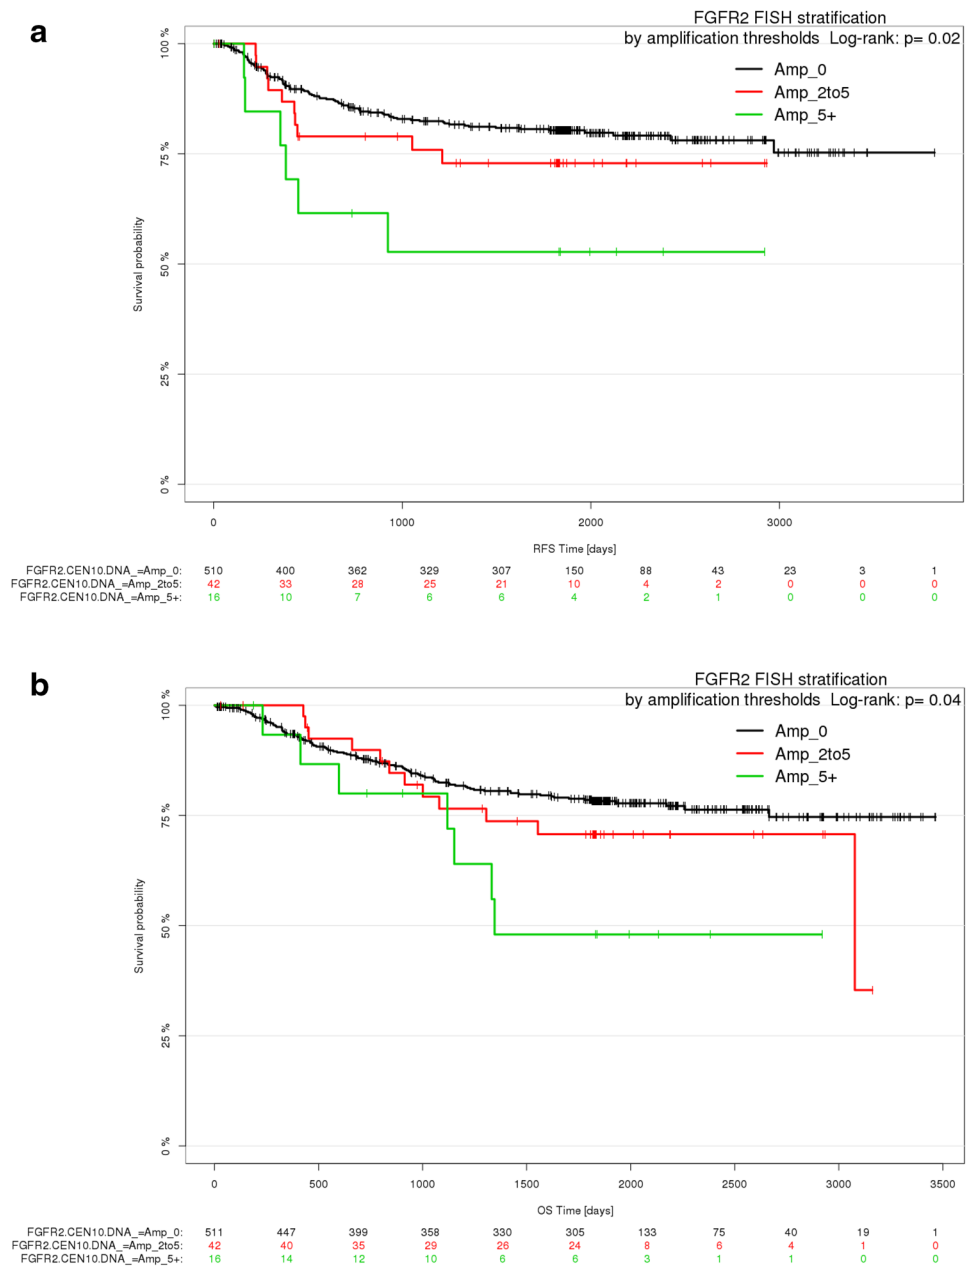 a
FGFR2 FISH stratification
by amplification thresholds Log-rank: p= 0.02
Amp_0
Amp_2to5
Amp_5+
100 %
75 %
50 %
25 %
0 %
Survival probability
0 1000 2000 3000
RFS Time [days]
FGFR2.CEN10.DNA_=Amp_0: 510 400 362 329 307 150 88 43 23 3 1
FGFR2.CEN10.DNA_=Amp_2to5: 42 33 28 25 21 10 4 2 0 0 0
FGFR2.CEN10.DNA_=Amp_5+: 16 10 7 6 6 4 2 1 0 0 0
b
FGFR2 FISH stratification
by amplification thresholds Log-rank: p= 0.04
Amp_0
Amp_2to5
Amp_5+
100 %
75 %
50 %
25 %
0 %
Survival probability
0 500 1000 1500 2000 2500 3000 3500
OS Time [days]
FGFR2.CEN10.DNA_=Amp_0: 511 447 399 358 330 305 133 75 40 19 1
FGFR2.CEN10.DNA_=Amp_2to5: 42 40 35 29 26 24 8 6 4 1 0
FGFR2.CEN10.DNA_=Amp_5+: 16 14 12 10 6 6 3 1 1 0 0